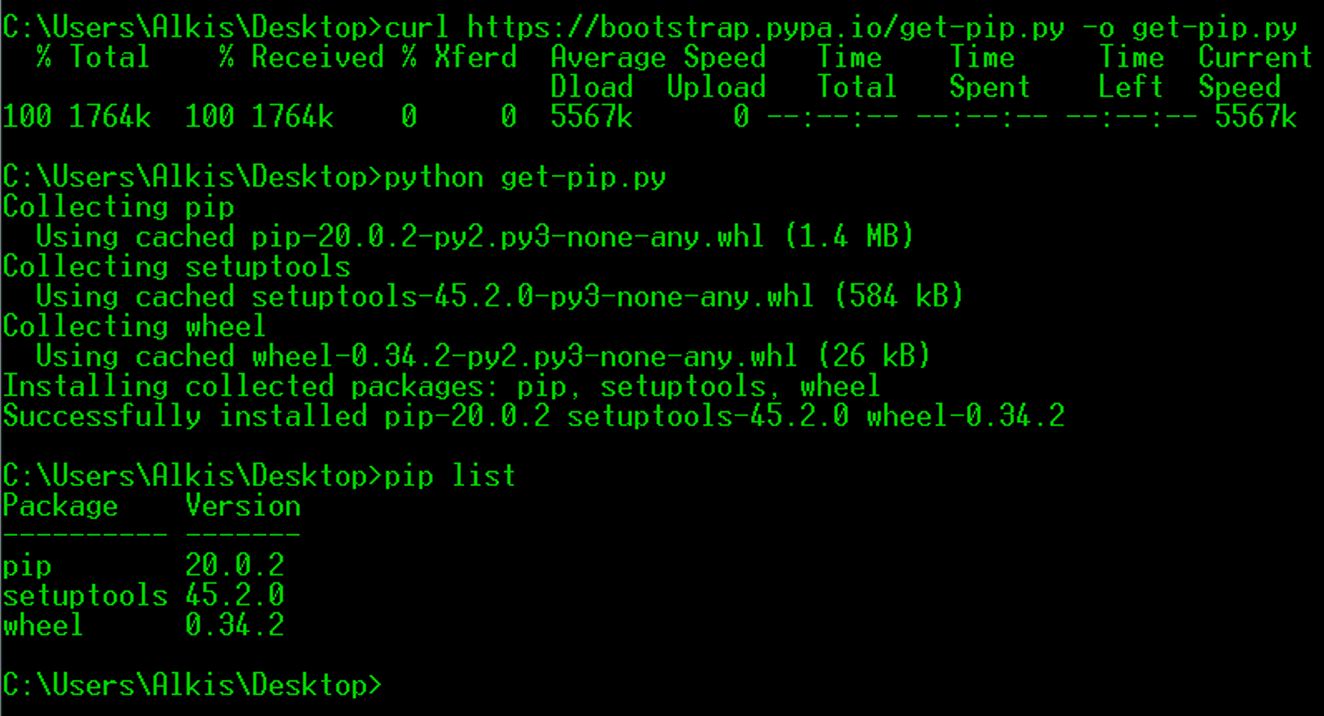 C:\Users\Alkis\Desktop>curl https://bootstrap.pypa.io/get-pip.py -o get-pip.py
  % Total    % Received % Xferd  Average Speed   Time    Time     Time  Current
                                 Dload  Upload   Total   Spent    Left  Speed
100 1764k  100 1764k    0     0  5567k      0 --:--:-- --:--:-- --:--:-- 5567k
C:\Users\Alkis\Desktop>python get-pip.py
Collecting pip
  Using cached pip-20.0.2-py2.py3-none-any.whl (1.4 MB)
Collecting setuptools
  Using cached setuptools-45.2.0-py3-none-any.whl (584 kB)
Collecting wheel
  Using cached wheel-0.34.2-py2.py3-none-any.whl (26 kB)
Installing collected packages: pip, setuptools, wheel
Successfully installed pip-20.0.2 setuptools-45.2.0 wheel-0.34.2
C:\Users\Alkis\Desktop>pip list
Package    Version
---------- -------
pip        20.0.2
setuptools 45.2.0
wheel      0.34.2
C:\Users\Alkis\Desktop>